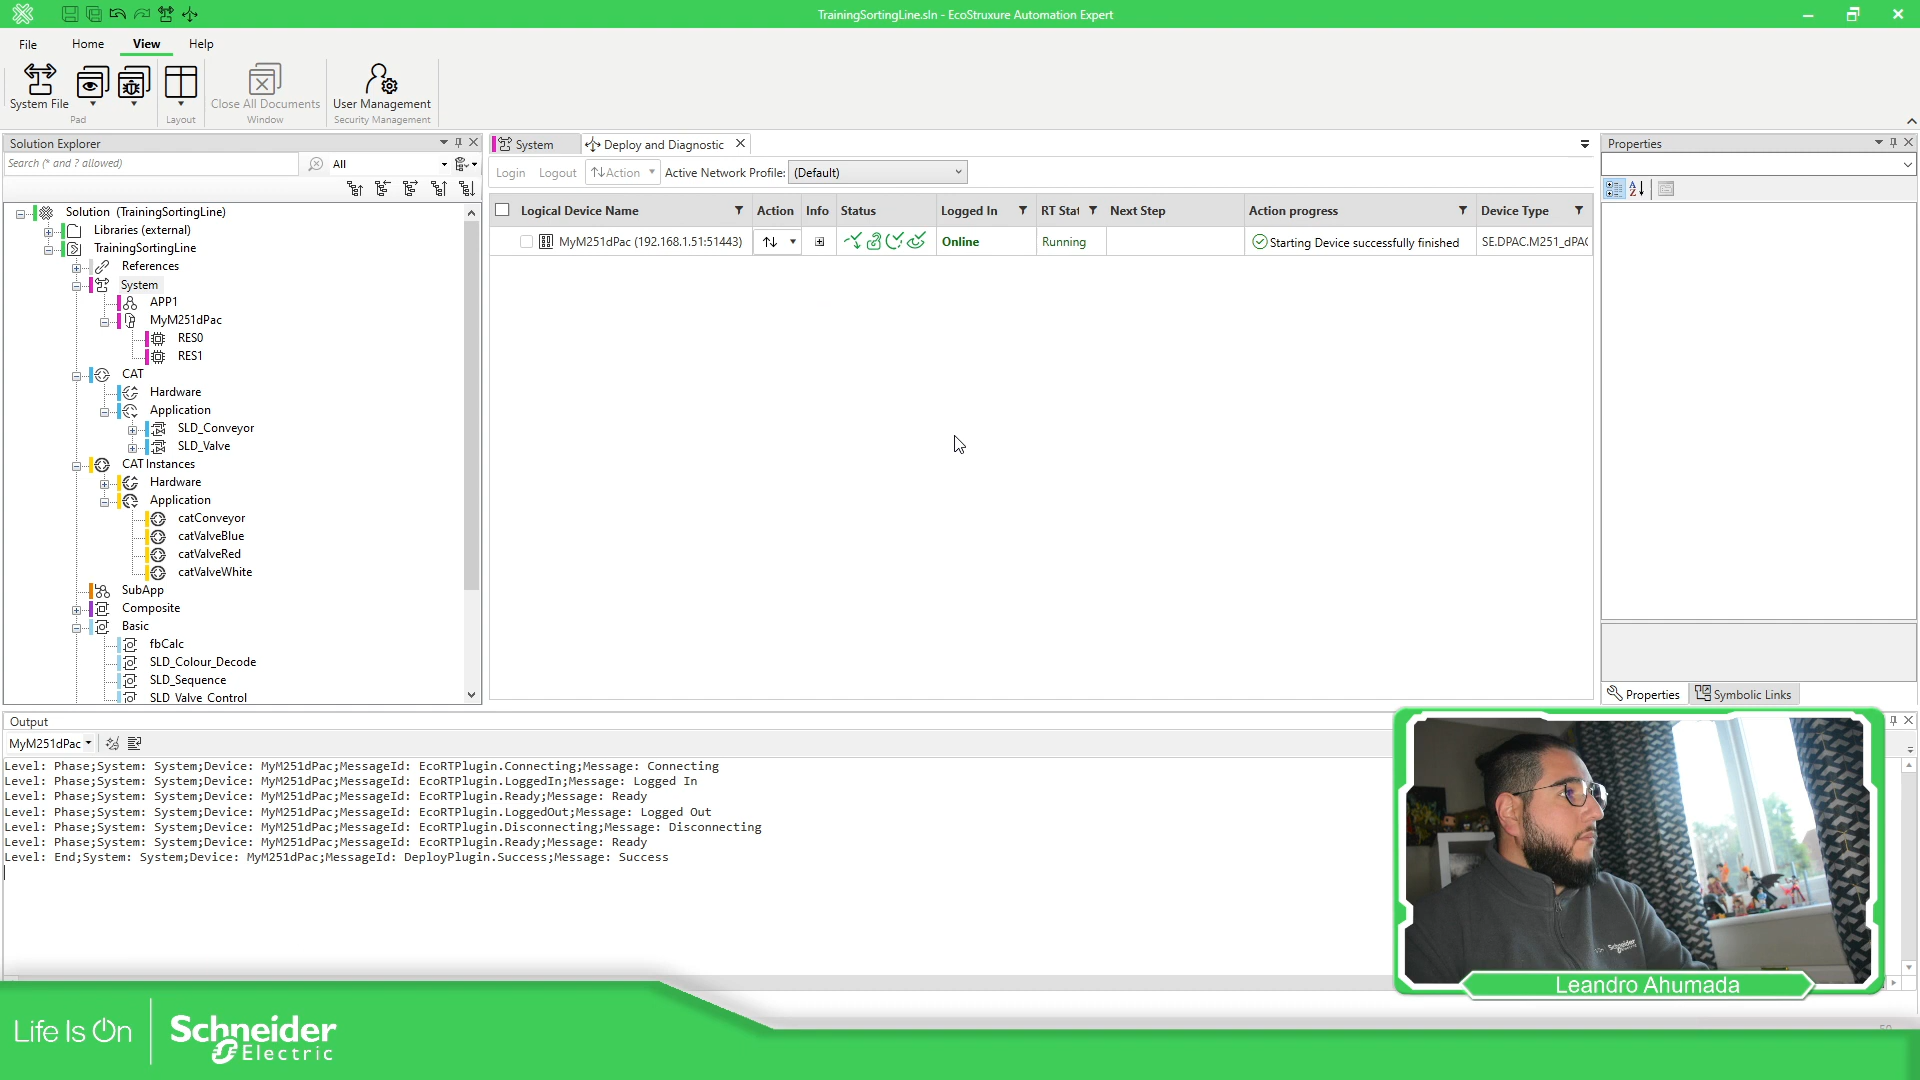 TrainingSortingLine.sln - EcoStruxure Automation Expert
File
Home
View
Help
System File
Pad
Layout
Close All Documents
Window
User Management
Security Management
Solution Explorer
Search (* and ? allowed)
All
Solution (TrainingSortingLine)
Libraries (external)
TrainingSortingLine
References
System
APP1
MyM251dPac
RES0
RES1
CAT
Hardware
Application
SLD_Conveyor
SLD_Valve
CAT Instances
Hardware
Application
catConveyor
catValveBlue
catValveRed
catValveWhite
SubApp
Composite
Basic
fbCalc
SLD_Colour_Decode
SLD_Sequence
SLD Valve Control
System
Deploy and Diagnostic
Login
Logout
Action
Active Network Profile:
(Default)
Logical Device Name
Action
Info
Status
Logged In
RT Stat
Next Step
Action progress
Device Type
MyM251dPac (192.168.1.51:51443)
Online
Running
Starting Device successfully finished
SE.DPAC.M251_dPAC
Properties
Properties
Symbolic Links
Output
MyM251dPac
Level: Phase;System: System;Device: MyM251dPac;MessageId: EcoRTPlugin.Connecting;Message: Connecting
Level: Phase;System: System;Device: MyM251dPac;MessageId: EcoRTPlugin.LoggedIn;Message: Logged In
Level: Phase;System: System;Device: MyM251dPac;MessageId: EcoRTPlugin.Ready;Message: Ready
Level: Phase;System: System;Device: MyM251dPac;MessageId: EcoRTPlugin.LoggedOut;Message: Logged Out
Level: Phase;System: System;Device: MyM251dPac;MessageId: EcoRTPlugin.Disconnecting;Message: Disconnecting
Level: Phase;System: System;Device: MyM251dPac;MessageId: EcoRTPlugin.Ready;Message: Ready
Level: End;System: System;Device: MyM251dPac;MessageId: DeployPlugin.Success;Message: Success
Schneider
Leandro Ahumada
Life Is On
Schneider
Electric